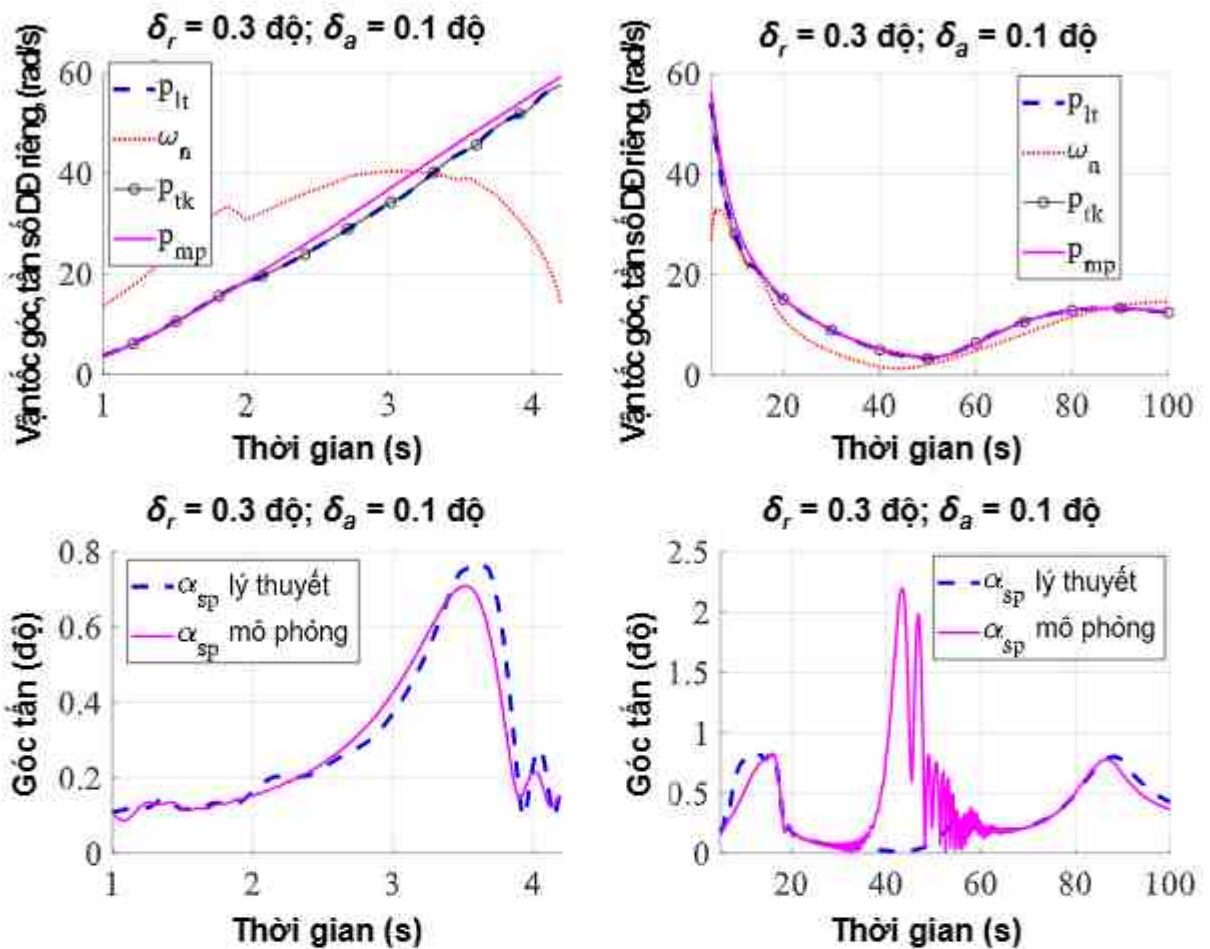 δr = 0.3 độ; δa = 0.1 độ
Vận tốc góc, tần số DĐ riêng, (rad/s)
60
40
20
0
plt
ωn
ptk
pmp
1 2 3 4
Thời gian (s)
δr = 0.3 độ; δa = 0.1 độ
Vận tốc góc, tần số DĐ riêng, (rad/s)
60
40
20
0
plt
ωn
ptk
pmp
20 40 60 80 100
Thời gian (s)
δr = 0.3 độ; δa = 0.1 độ
Góc tấn (độ)
0.8
0.6
0.4
0.2
0
αsp lý thuyết
αsp mô phỏng
1 2 3 4
Thời gian (s)
δr = 0.3 độ; δa = 0.1 độ
Góc tấn (độ)
2.5
2
1.5
1
0.5
0
αsp lý thuyết
αsp mô phỏng
20 40 60 80 100
Thời gian (s)